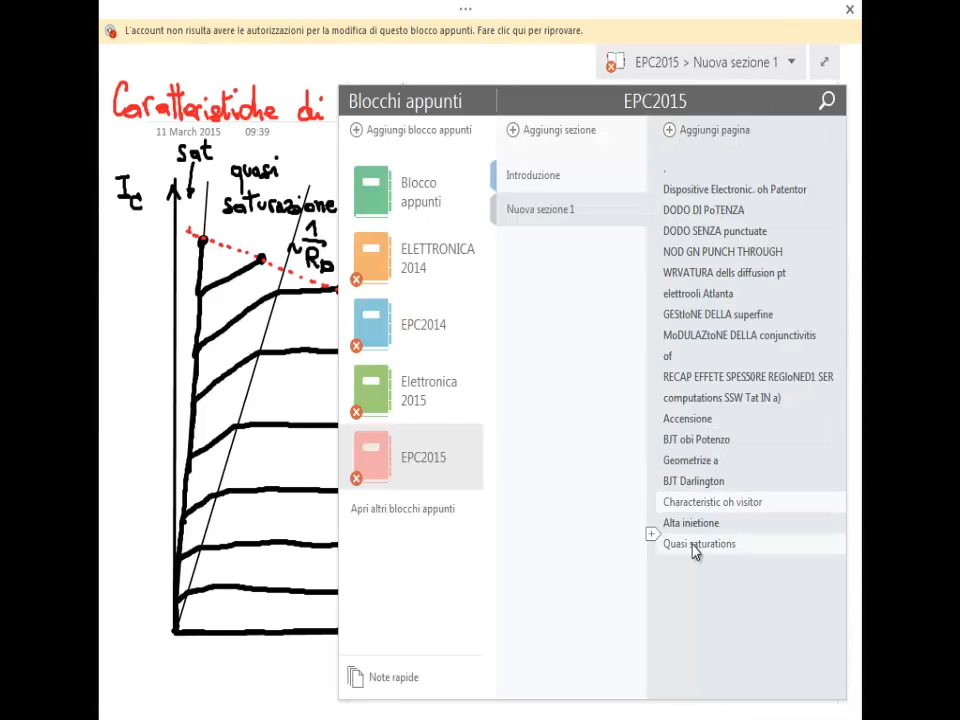 L'account non risulta avere le autorizzazioni per la modifica di questo blocco appunti. Fare clic qui per riprovare.
EPC2015 > Nuova sezione 1
Caratteristiche di
11 March 2015 09:39
sat
quasi
saturazione
Ic
~ 1/RD
Blocchi appunti
EPC2015
Aggiungi blocco appunti
Aggiungi sezione
Aggiungi pagina
Blocco
appunti
ELETTRONICA
2014
EPC2014
Elettronica
2015
EPC2015
Apri altri blocchi appunti
Note rapide
Introduzione
Nuova sezione 1
.
Dispositive Electronic. oh Patentor
DODO DI PoTENZA
DODO SENZA punctuate
NOD GN PUNCH THROUGH
WRVATURA dells diffusion pt
elettrooli Atlanta
GEStIoNE DELLA superfine
MoDULAZtoNE DELLA conjunctivitis
of
RECAP EFFETE SPES50RE REGIoNED1 SER
computations SSW Tat IN a)
Accensione
BJT obi Potenzo
Geometrize a
BJT Darlington
Characteristic oh visitor
Alta inietione
Quasi saturations